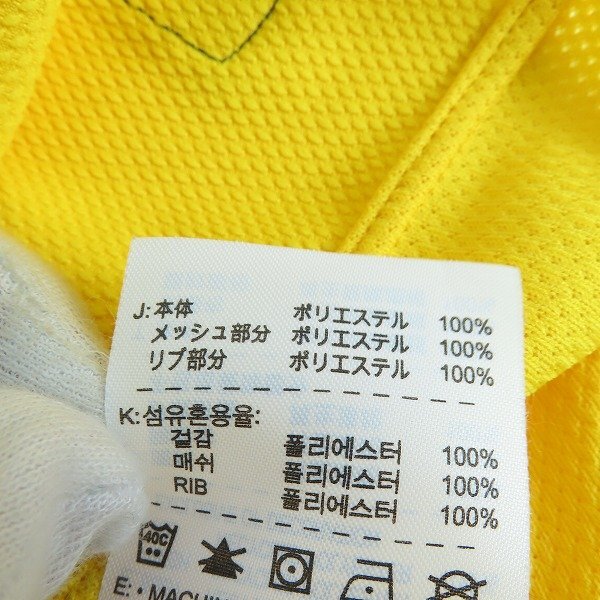 J:本体 ポリエステル 100%
メッシュ部分 ポリエステル 100%
リブ部分 ポリエステル 100%
K:섬유혼용율:
겉감 폴리에스터 100%
매쉬 폴리에스터 100%
RIB 폴리에스터 100%
40C
E: •